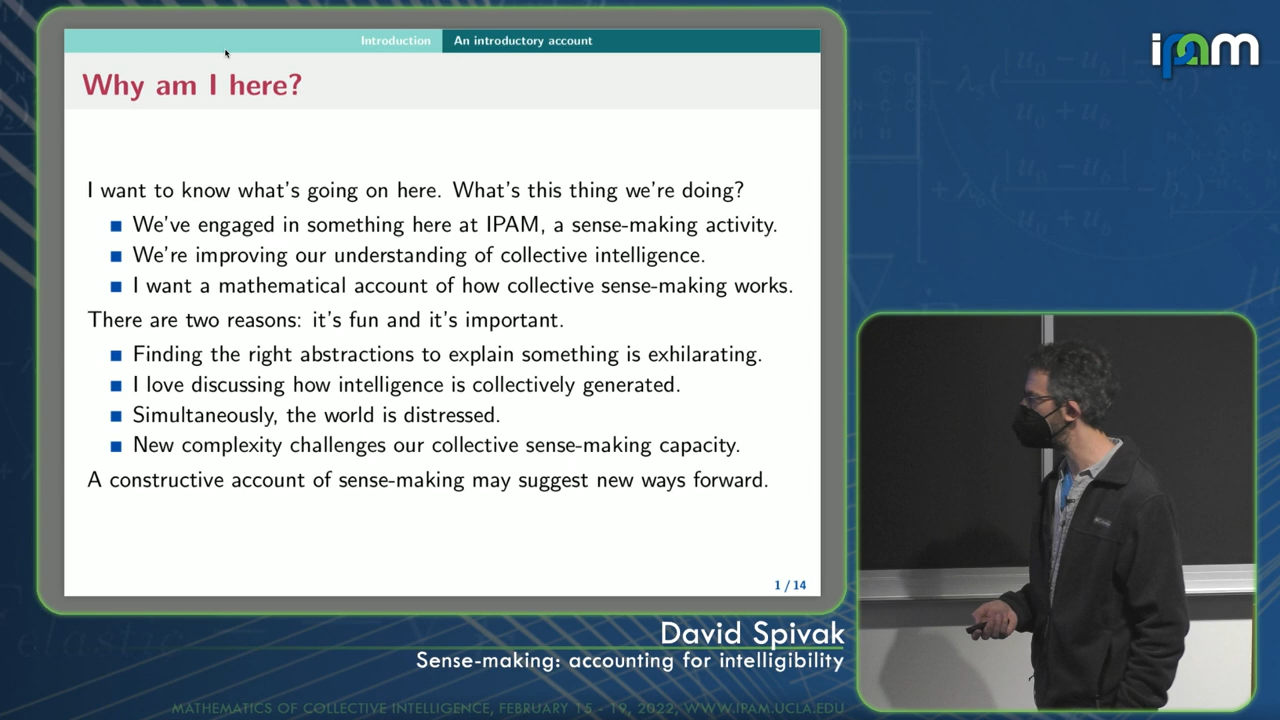 Introduction An introductory account
ipam
Why am I here?
I want to know what's going on here. What's this thing we're doing?
We've engaged in something here at IPAM, a sense-making activity.
We're improving our understanding of collective intelligence.
I want a mathematical account of how collective sense-making works.
There are two reasons: it's fun and it's important.
Finding the right abstractions to explain something is exhilarating.
I love discussing how intelligence is collectively generated.
Simultaneously, the world is distressed.
New complexity challenges our collective sense-making capacity.
A constructive account of sense-making may suggest new ways forward.
1 / 14
David Spivak
Sense-making: accounting for intelligibility
MATHEMATICS OF COLLECTIVE INTELLIGENCE, FEBRUARY 15 - 19, 2022, WWW.IPAM.UCLA.EDU